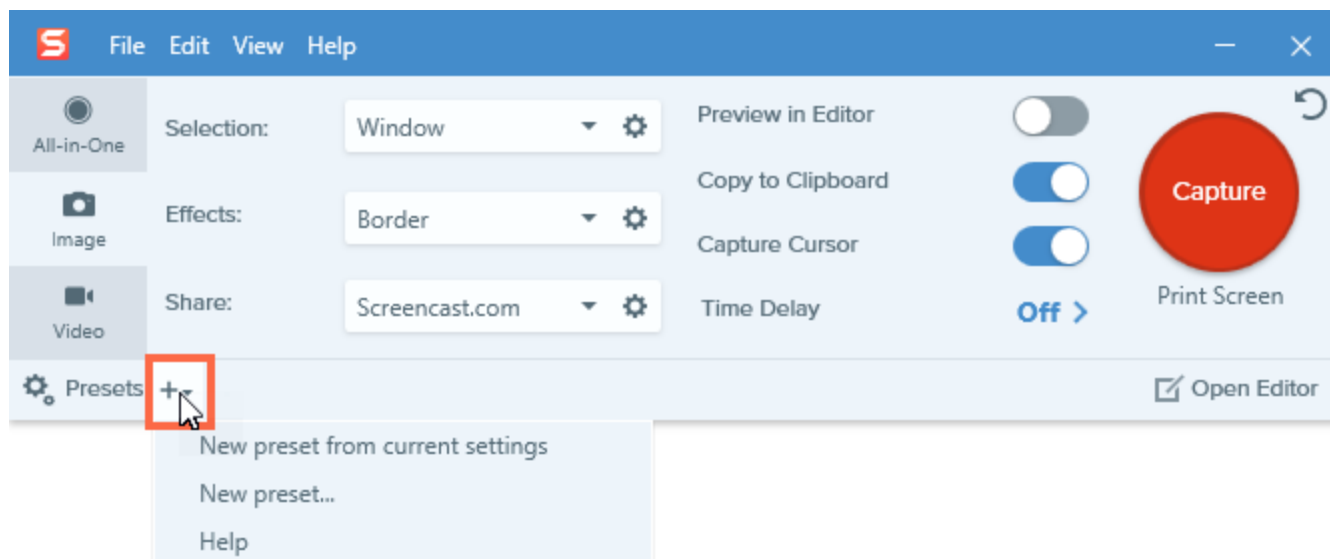 S File Edit View Help
All-in-One
Image
Video
Selection: Window
Effects: Border
Share: Screencast.com
Preview in Editor
Copy to Clipboard
Capture Cursor
Time Delay Off >
Capture
Print Screen
Presets + Open Editor
New preset from current settings
New preset...
Help